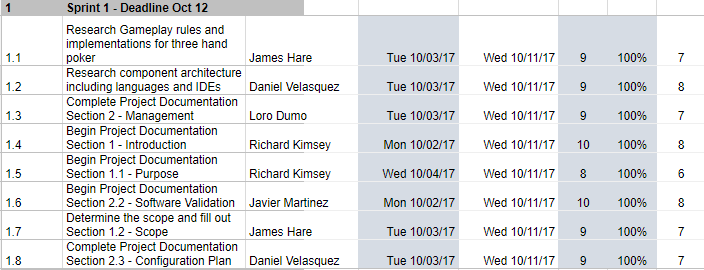 1 Sprint 1 - Deadline Oct 12
Research Gameplay rules and
implementations for three hand
1.1 poker James Hare Tue 10/03/17 Wed 10/11/17 9 100% 7
Research component architecture
1.2 including languages and IDEs Daniel Velasquez Tue 10/03/17 Wed 10/11/17 9 100% 8
Complete Project Documentation
1.3 Section 2 - Management Loro Dumo Tue 10/03/17 Wed 10/11/17 9 100% 7
Begin Project Documentation
1.4 Section 1 - Introduction Richard Kimsey Mon 10/02/17 Wed 10/11/17 10 100% 8
Begin Project Documentation
1.5 Section 1.1 - Purpose Richard Kimsey Wed 10/04/17 Wed 10/11/17 8 100% 6
Begin Project Documentation
1.6 Section 2.2 - Software Validation Javier Martinez Mon 10/02/17 Wed 10/11/17 10 100% 8
Determine the scope and fill out
1.7 Section 1.2 - Scope James Hare Tue 10/03/17 Wed 10/11/17 9 100% 7
Complete Project Documentation
1.8 Section 2.3 - Configuration Plan Daniel Velasquez Tue 10/03/17 Wed 10/11/17 9 100% 7